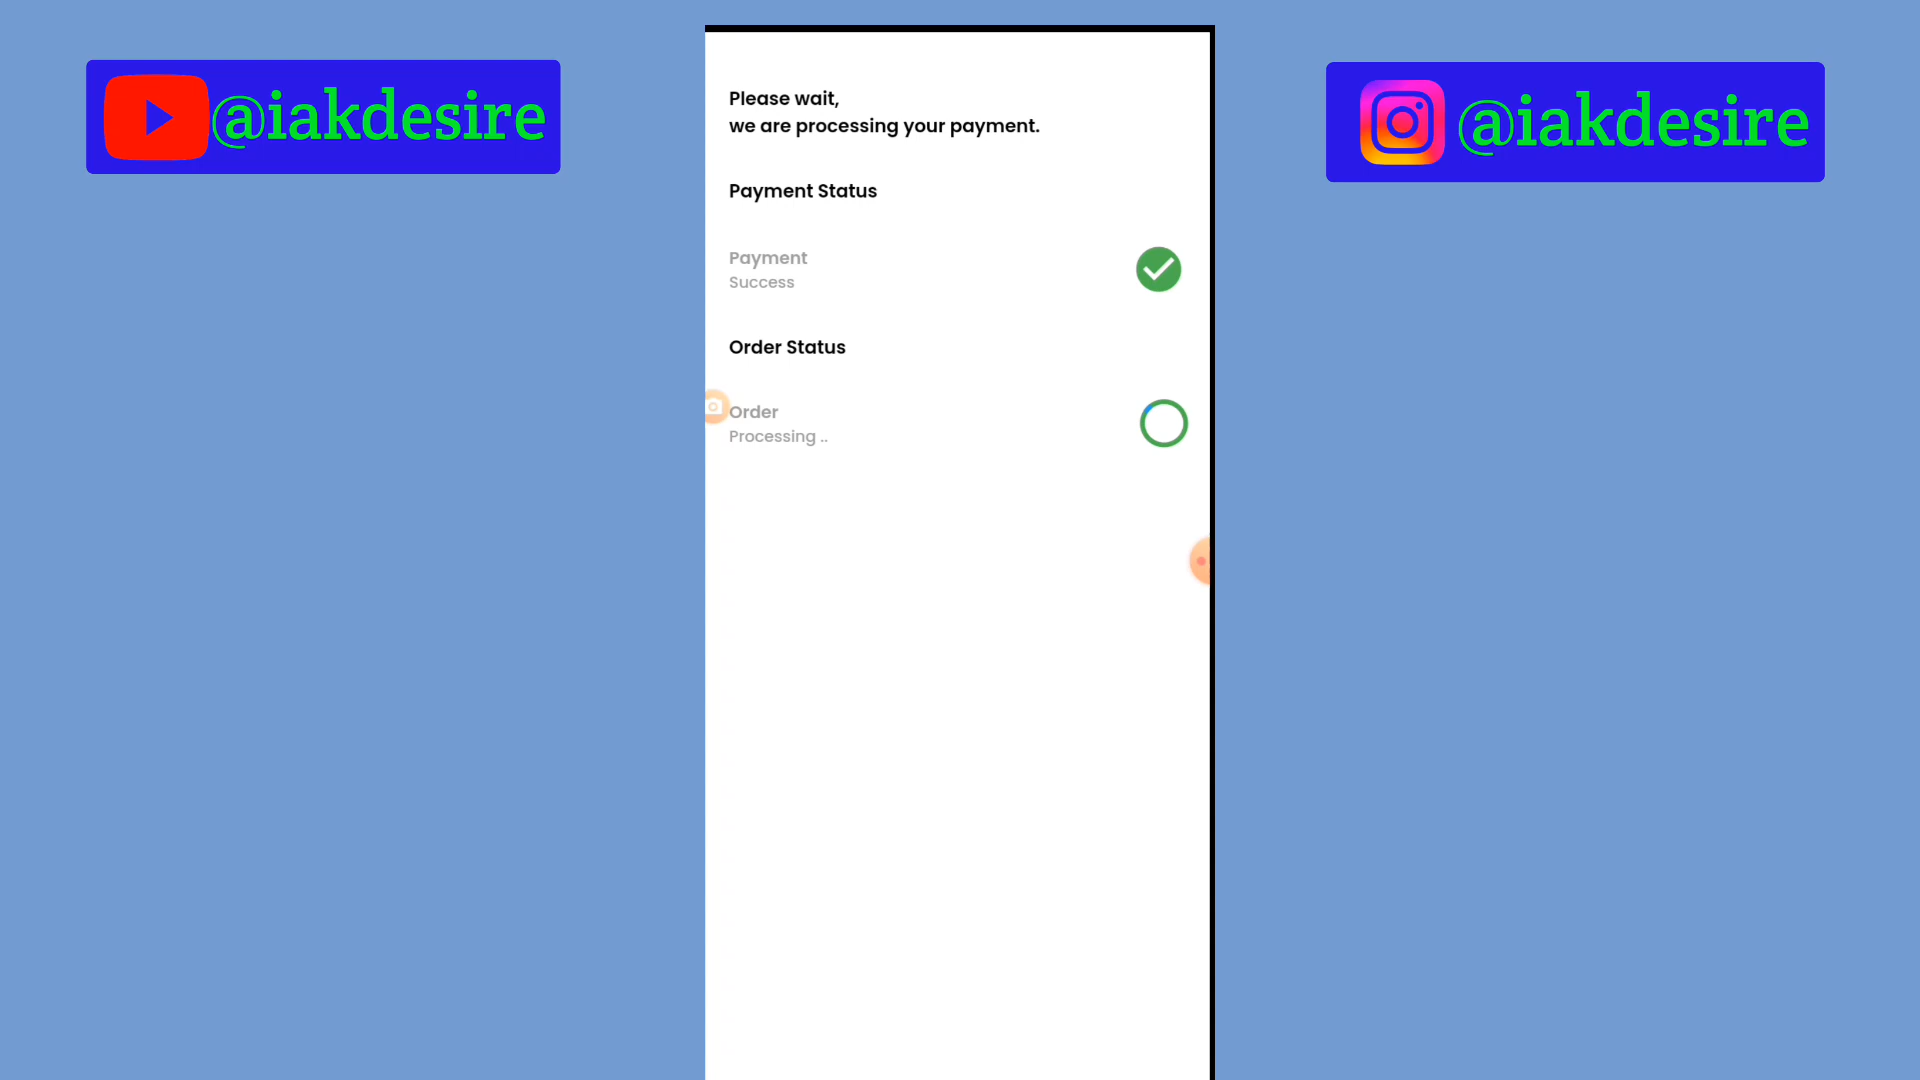 @iakdesire
@iakdesire
Please wait,
we are processing your payment.
Payment Status
Payment
Success
Order Status
Order
Processing ..